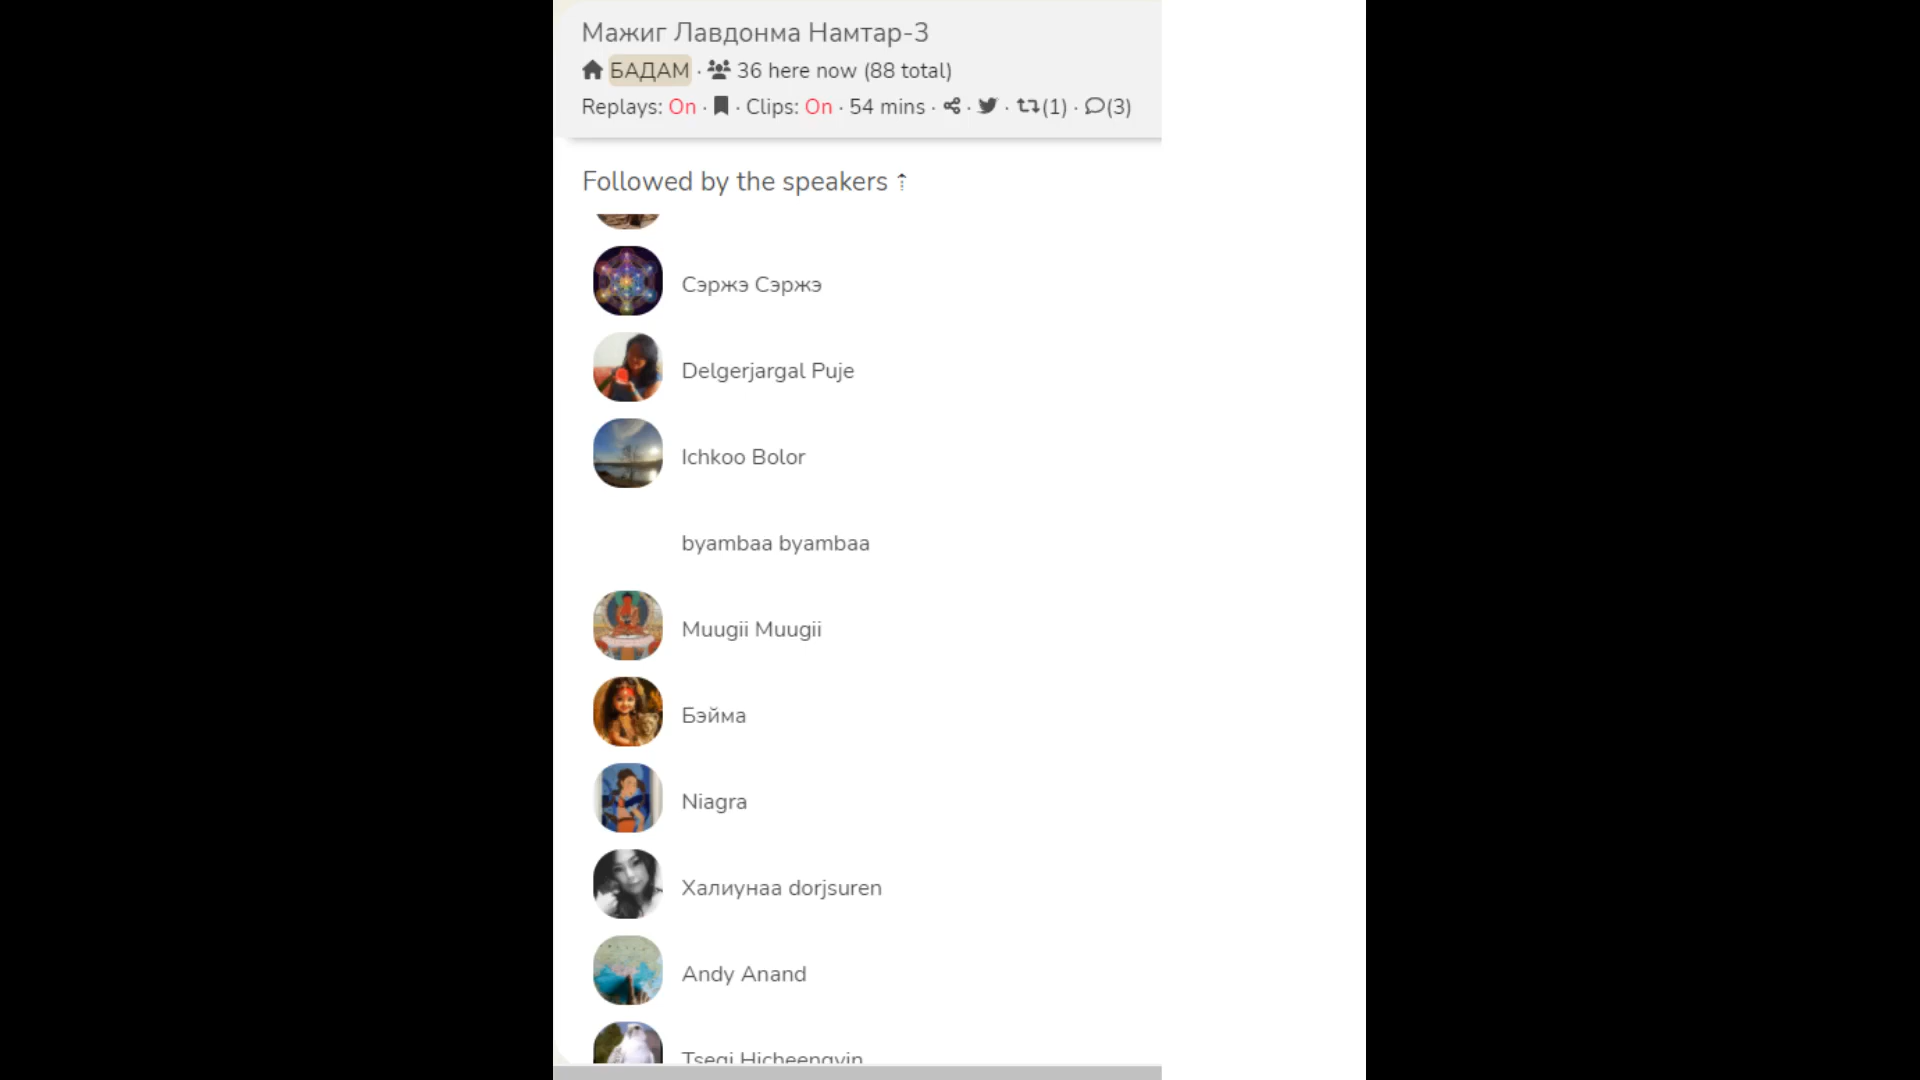 Мажиг Лавдонма Намтар-3
БАДАМ · 36 here now (88 total)
Replays: On · · Clips: On · 54 mins · · · (1) · (3)
Followed by the speakers ⇡
Сэржэ Сэржэ
Delgerjargal Puje
Ichkoo Bolor
byambaa byambaa
Muugii Muugii
Бэйма
Niagra
Халиунаа dorjsuren
Andy Anand
Tsegi Hicheengyin